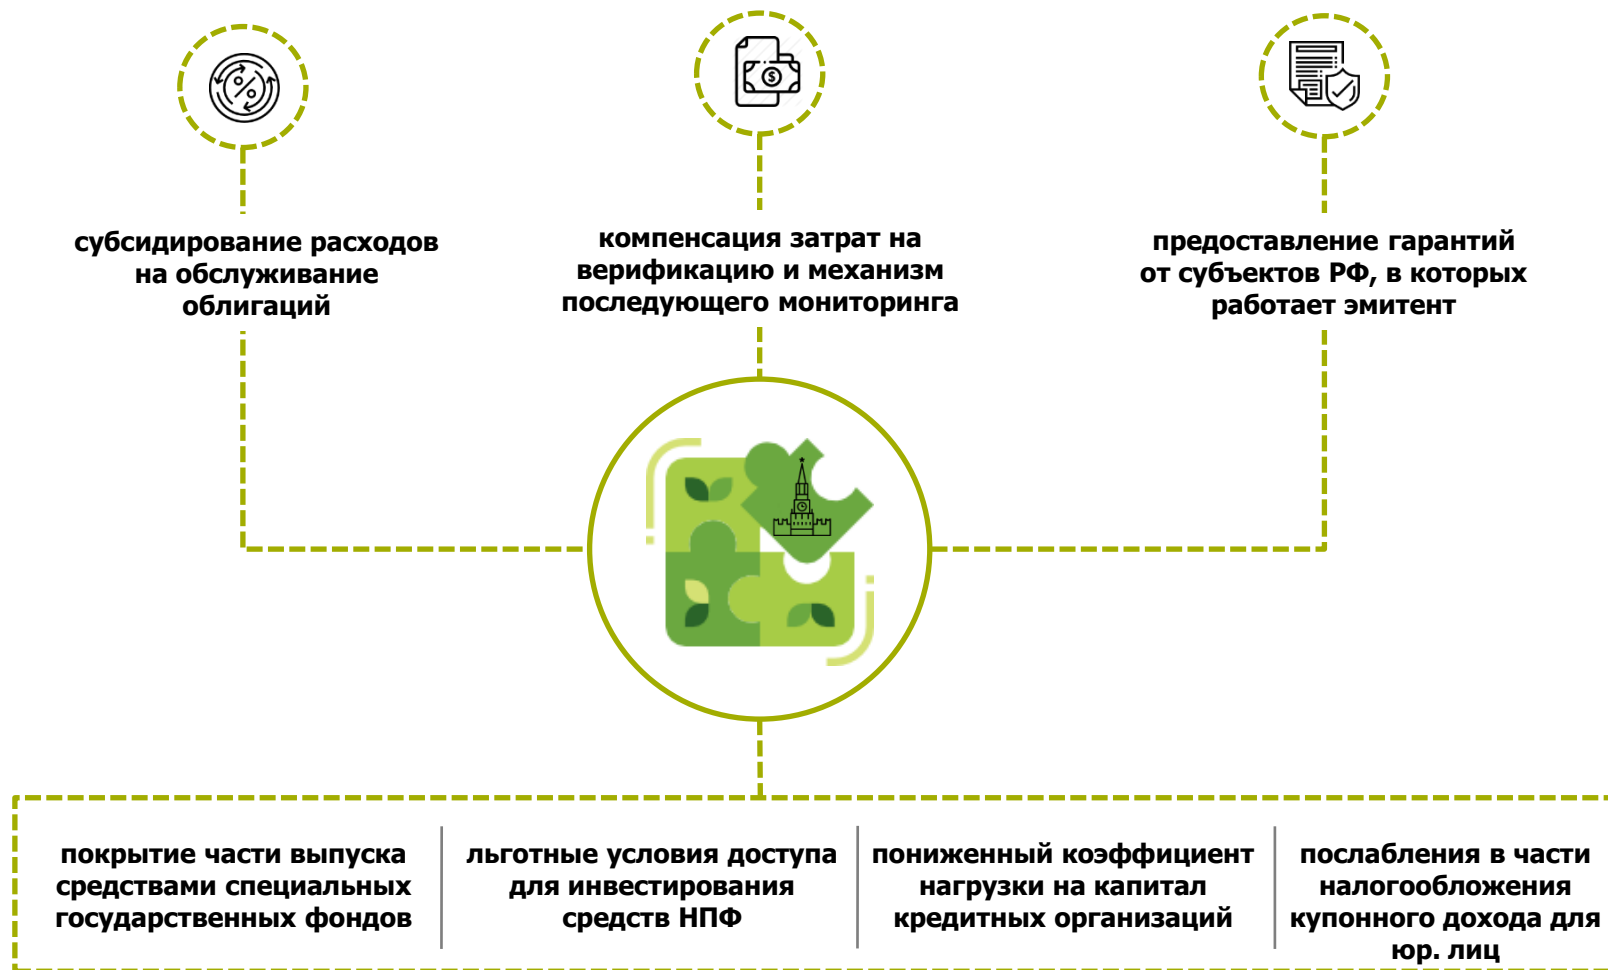 субсидирование расходов
на обслуживание
облигаций
компенсация затрат на
верификацию и механизм
последующего мониторинга
предоставление гарантий
от субъектов РФ, в которых
работает эмитент
покрытие части выпуска
средствами специальных
государственных фондов
льготные условия доступа
для инвестирования
средств НПФ
пониженный коэффициент
нагрузки на капитал
кредитных организаций
послабления в части
налогообложения
купонного дохода для
юр. лиц